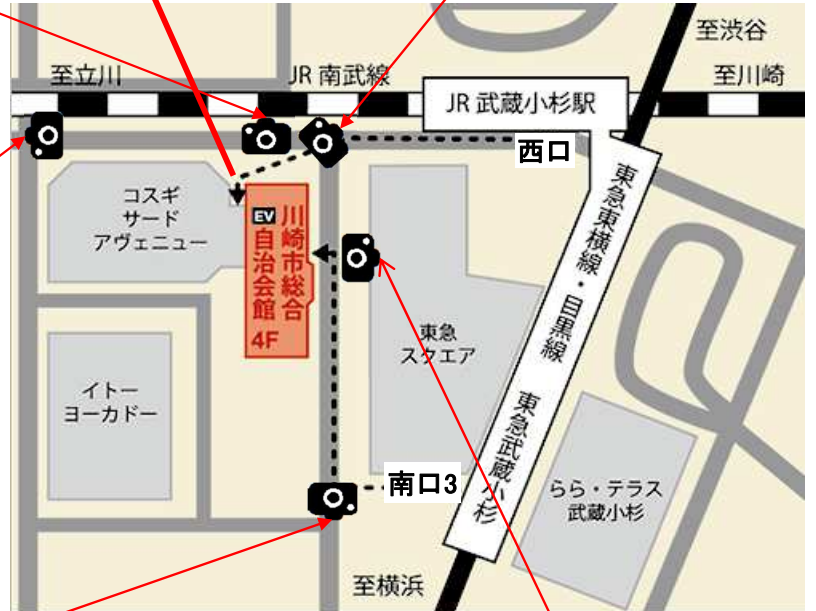 至渋谷
至立川
JR 南武線
至川崎
JR 武蔵小杉駅
西口
コスギ
サード
アヴェニュー
EV
川崎市総合
自治会館
4F
東急東横線・目黒線
東急武蔵小杉
東急
スクエア
イトー
ヨーカドー
南口3
らら・テラス
武蔵小杉
至横浜